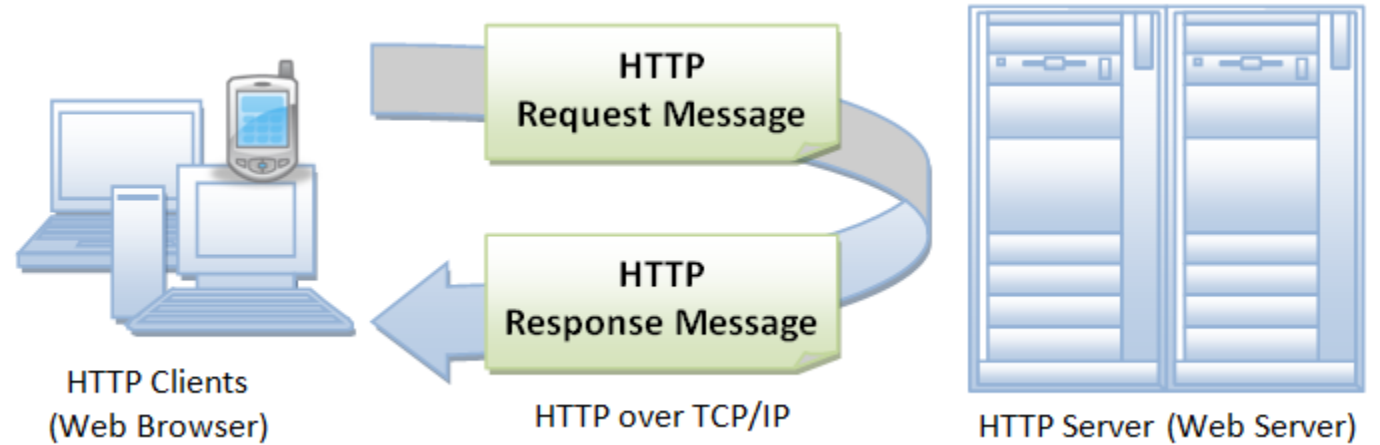 HTTP
Request Message
HTTP
Response Message
HTTP Clients
(Web Browser)
HTTP over TCP/IP
HTTP Server (Web Server)